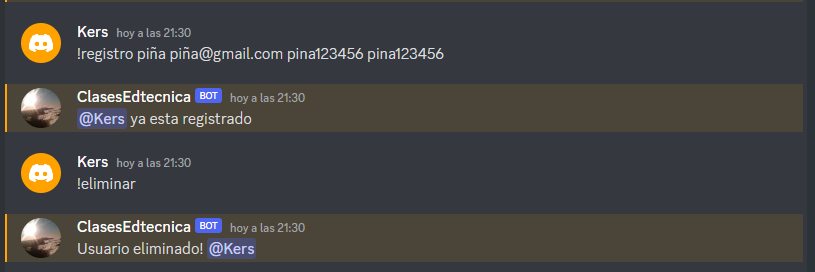 Kers hoy a las 21:30
!registro piña piña@gmail.com pina123456 pina123456
ClasesEdtecnica BOT hoy a las 21:30
@Kers ya esta registrado
Kers hoy a las 21:30
!eliminar
ClasesEdtecnica BOT hoy a las 21:30
Usuario eliminado! @Kers